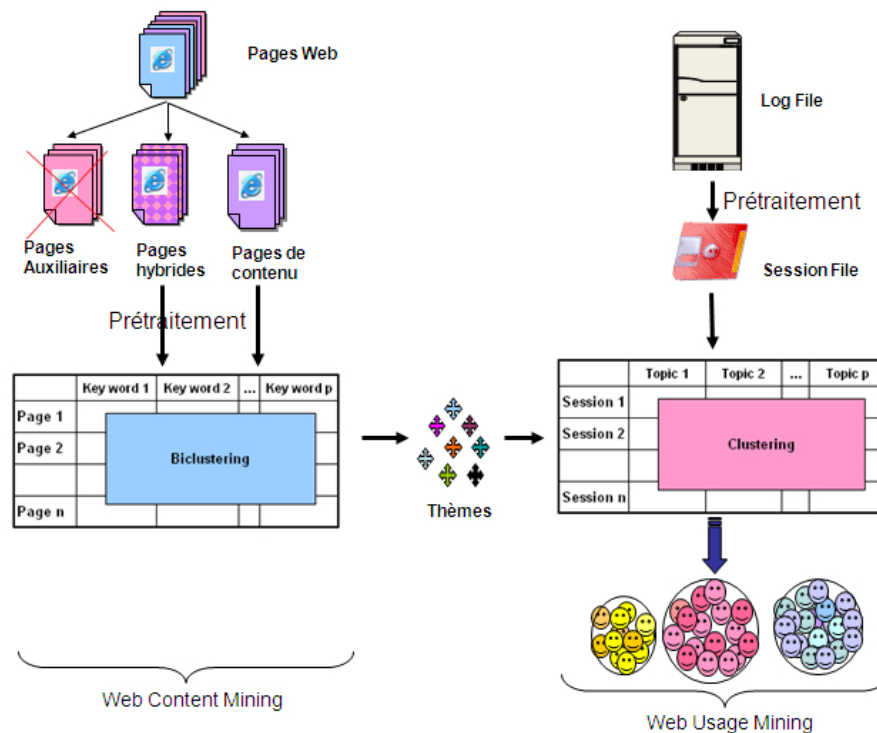 Pages Web
Pages
Auxiliaires
Pages
hybrides
Pages de
contenu
Prétraitement
Key word 1 Key word 2 ... Key word p
Page 1
Page 2
Page n
Biclustering
Thèmes
Web Content Mining
Log File
Prétraitement
Session File
Topic 1 Topic 2 ... Topic p
Session 1
Session 2
Session n
Clustering
Web Usage Mining